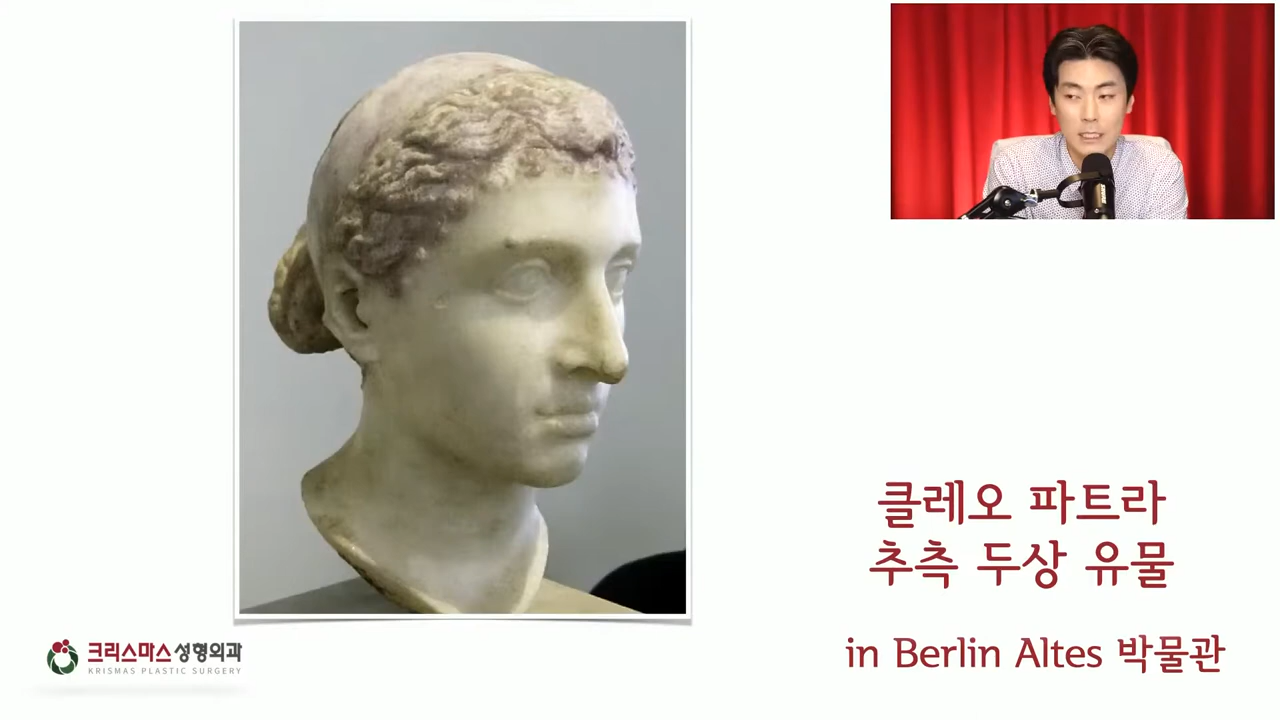 클레오 파트라
추측 두상 유물
in Berlin Altes 박물관
크리스마스 성형외과
KRISMAS PLASTIC SURGERY